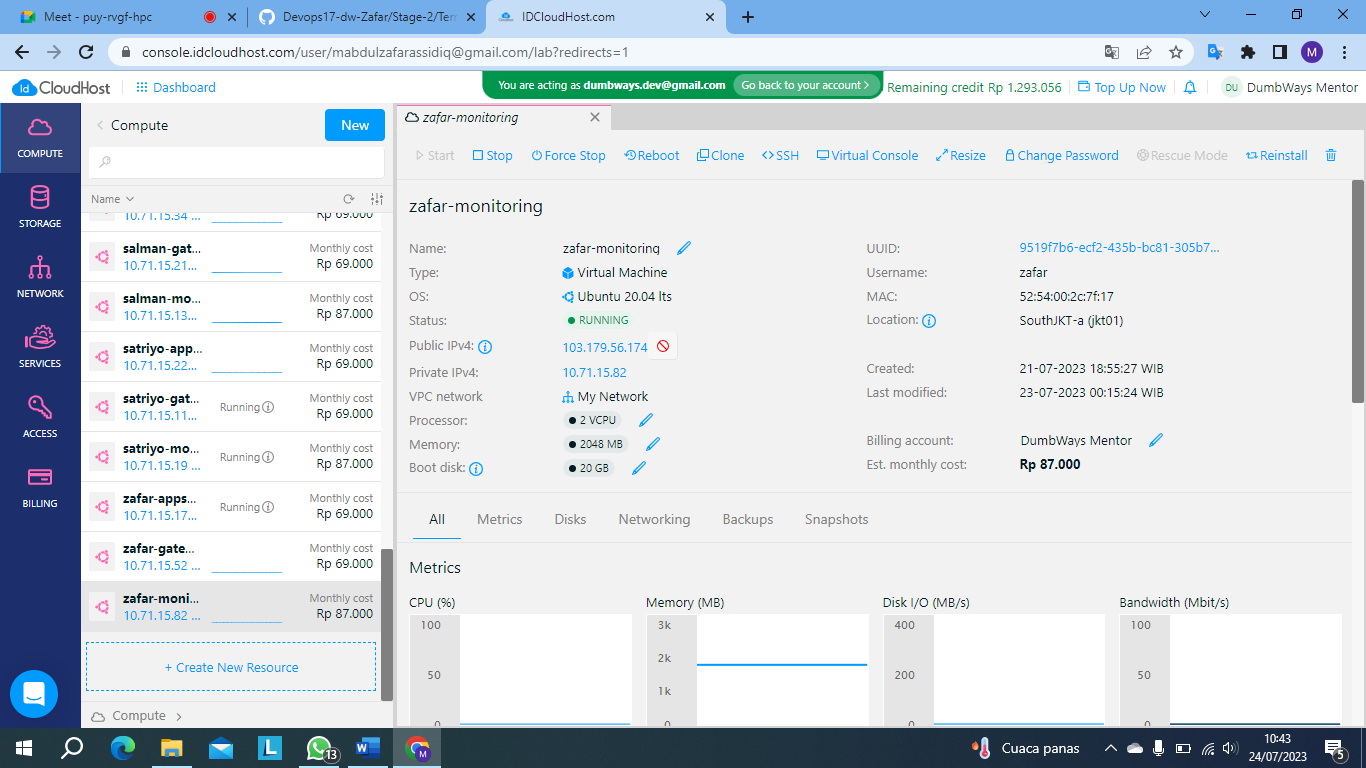 Meet - puy-rvgf-hpc
Devops17-dw-Zafar/Stage-2/Terr
IDCloudHost.com
console.idcloudhost.com/user/mabdulzafarassidiq@gmail.com/lab?redirects=1
M
Id CloudHost
Dashboard
You are acting as dumbways.dev@gmail.com
Go back to your account >
Remaining credit Rp 1.293.056
Top Up Now
DU
DumbWays Mentor
COMPUTE
STORAGE
NETWORK
SERVICES
ACCESS
BILLING
Compute
New
Name
10.71.15.34 ...
Rp 69.000
salman-gat...
Monthly cost
10.71.15.21...
Rp 69.000
salman-mo...
Monthly cost
10.71.15.13...
Rp 87.000
satriyo-app...
Monthly cost
10.71.15.22...
Rp 69.000
satriyo-gat...
Running
Monthly cost
10.71.15.11...
Rp 69.000
satriyo-mo...
Running
Monthly cost
10.71.15.19 ...
Rp 87.000
zafar-apps...
Running
Monthly cost
10.71.15.17...
Rp 69.000
zafar-gate...
Monthly cost
10.71.15.52 ...
Rp 69.000
zafar-moni...
Monthly cost
10.71.15.82 ...
Rp 87.000
+ Create New Resource
Compute >
zafar-monitoring
Start
Stop
Force Stop
Reboot
Clone
SSH
Virtual Console
Resize
Change Password
Rescue Mode
Reinstall
zafar-monitoring
Name: zafar-monitoring
Type: Virtual Machine
OS: Ubuntu 20.04 lts
Status: RUNNING
Public IPv4: 103.179.56.174
Private IPv4: 10.71.15.82
VPC network My Network
Processor: 2 VCPU
Memory: 2048 MB
Boot disk: 20 GB
UUID: 9519f7b6-ecf2-435b-bc81-305b7...
Username: zafar
MAC: 52:54:00:2c:7f:17
Location: SouthJKT-a (jkt01)
Created: 21-07-2023 18:55:27 WIB
Last modified: 23-07-2023 00:15:24 WIB
Billing account: DumbWays Mentor
Est. monthly cost: Rp 87.000
All
Metrics
Disks
Networking
Backups
Snapshots
Metrics
CPU (%)
100
50
0
Memory (MB)
3k
2k
1k
0
Disk I/O (MB/s)
400
200
0
Bandwidth (Mbit/s)
100
50
0
L
13
W
M
Cuaca panas
10:43
24/07/2023
5